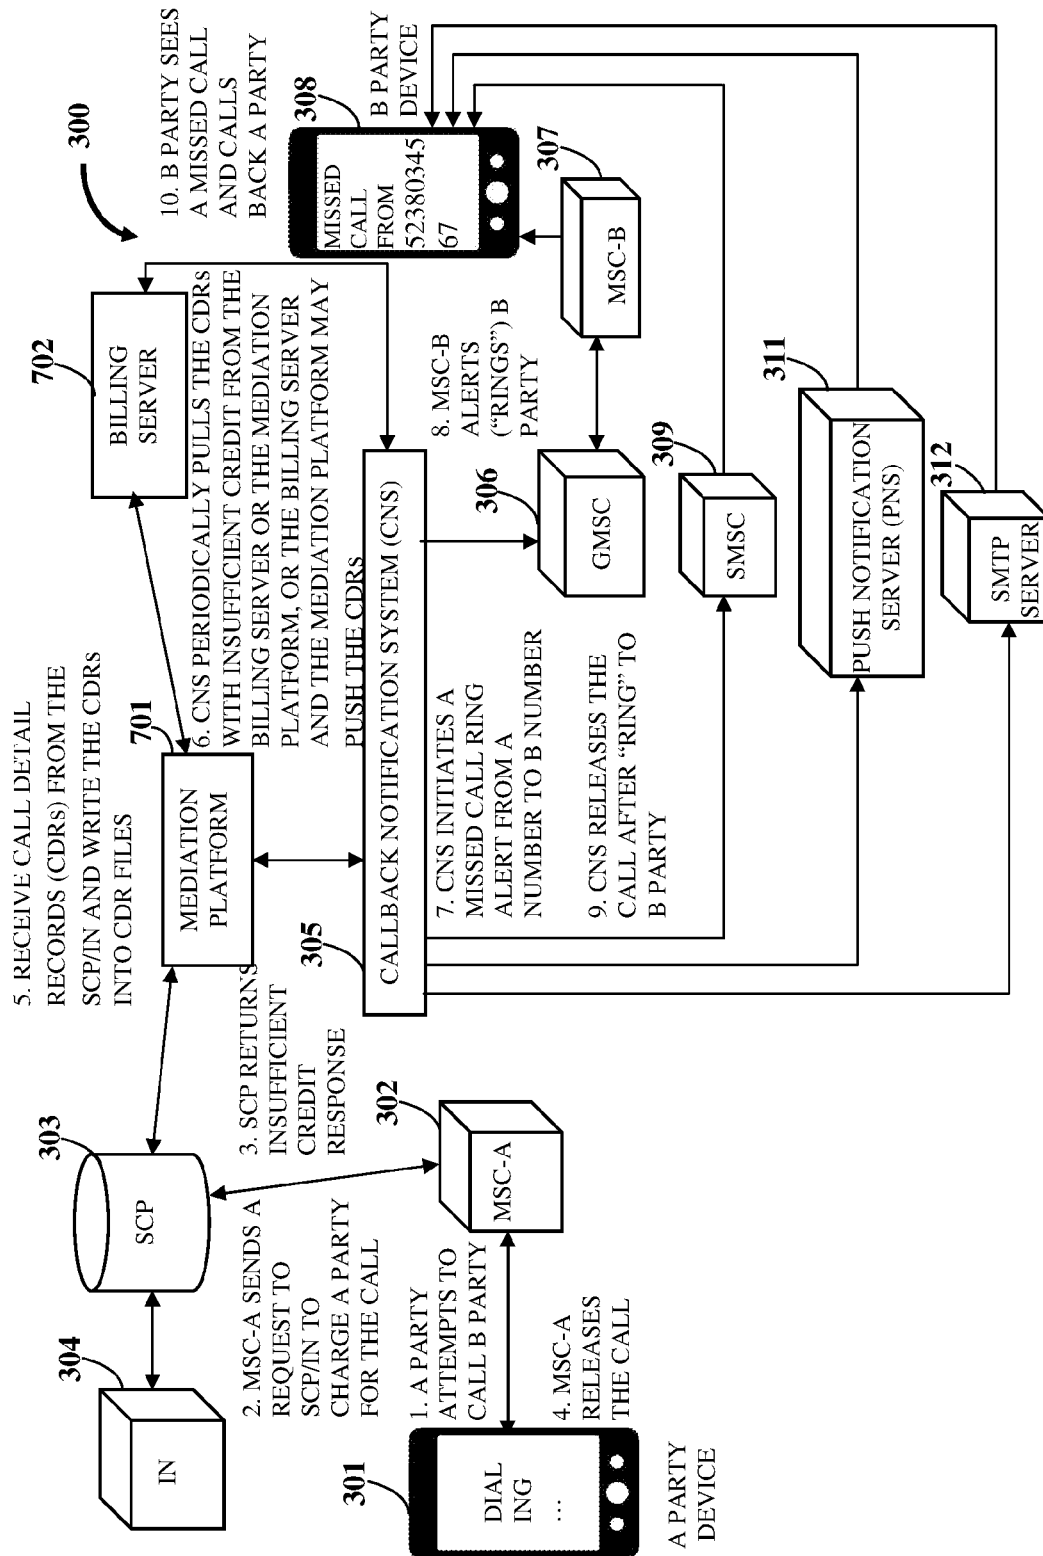 300
5. RECEIVE CALL DETAIL
RECORDS (CDRs) FROM THE
SCP/IN AND WRITE THE CDRs
INTO CDR FILES
10. B PARTY SEES
A MISSED CALL
AND CALLS
BACK A PARTY
304
IN
303
SCP
701
MEDIATION
PLATFORM
702
BILLING
SERVER
2. MSC-A SENDS A
REQUEST TO
SCP/IN TO
CHARGE A PARTY
FOR THE CALL
3. SCP RETURNS
INSUFFICIENT
CREDIT
RESPONSE
6. CNS PERIODICALLY PULLS THE CDRs
WITH INSUFFICIENT CREDIT FROM THE
BILLING SERVER OR THE MEDIATION
PLATFORM, OR THE BILLING SERVER
AND THE MEDIATION PLATFORM MAY
PUSH THE CDRs
308
MISSED
CALL
FROM
52380345
67
B PARTY
DEVICE
305
CALLBACK NOTIFICATION SYSTEM (CNS)
1. A PARTY
ATTEMPTS TO
CALL B PARTY
302
MSC-A
301
DIAL
ING
...
A PARTY
DEVICE
4. MSC-A
RELEASES
THE CALL
7. CNS INITIATES A
MISSED CALL RING
ALERT FROM A
NUMBER TO B NUMBER
8. MSC-B
ALERTS
("RINGS") B
PARTY
306
GMSC
307
MSC-B
9. CNS RELEASES THE
CALL AFTER "RING" TO
B PARTY
309
SMSC
311
PUSH NOTIFICATION
SERVER (PNS)
312
SMTP
SERVER